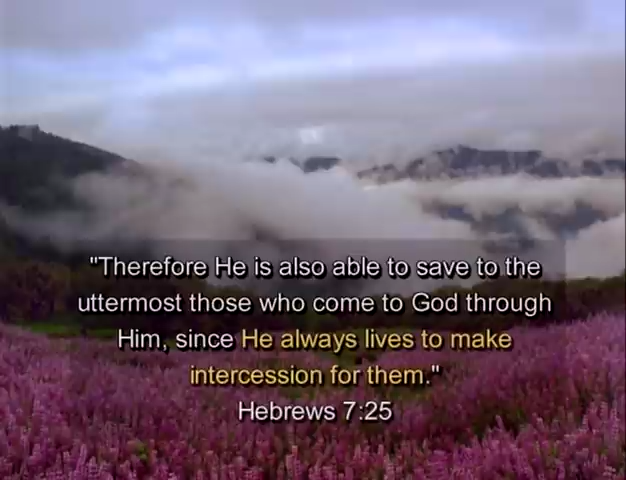 "Therefore He is also able to save to the
uttermost those who come to God through
Him, since He always lives to make
intercession for them."
Hebrews 7:25